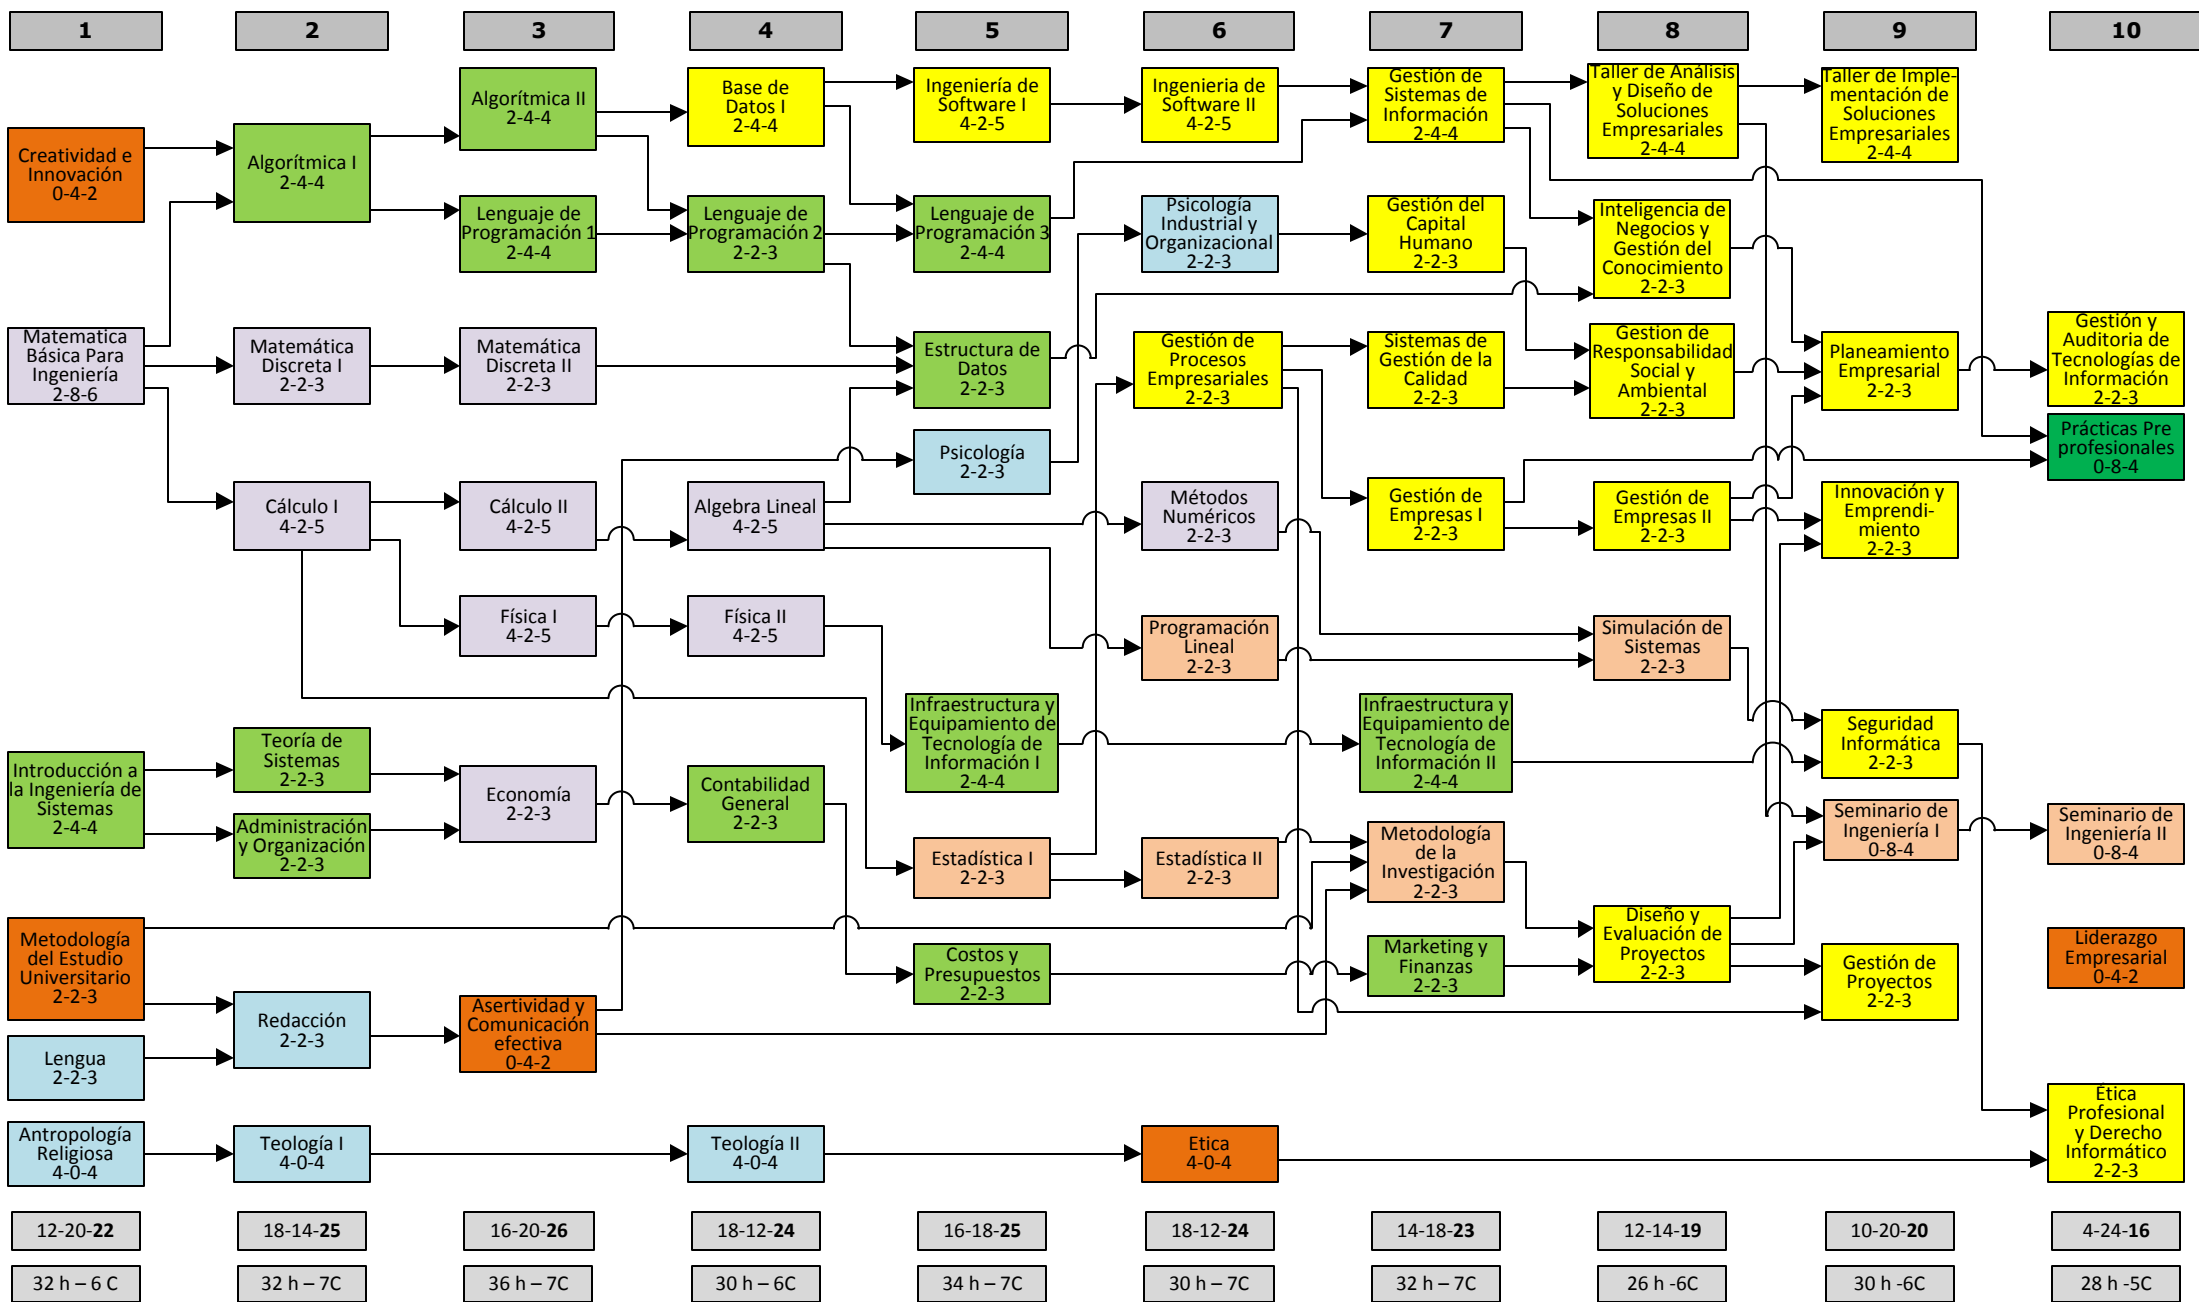 1
2
3
4
5
6
7
8
9
10
Creatividad e
Innovación
0-4-2
Matematica
Básica Para
Ingeniería
2-8-6
Introducción a
la Ingeniería de
Sistemas
2-4-4
Metodología
del Estudio
Universitario
2-2-3
Lengua
2-2-3
Antropología
Religiosa
4-0-4
Algorítmica I
2-4-4
Matemática
Discreta I
2-2-3
Cálculo I
4-2-5
Teoría de
Sistemas
2-2-3
Administración
y Organización
2-2-3
Redacción
2-2-3
Teología I
4-0-4
Algorítmica II
2-4-4
Lenguaje de
Programación 1
2-4-4
Matemática
Discreta II
2-2-3
Cálculo II
4-2-5
Física I
4-2-5
Economía
2-2-3
Asertividad y
Comunicación
efectiva
0-4-2
Base de
Datos I
2-4-4
Lenguaje de
Programación 2
2-2-3
Algebra Lineal
4-2-5
Física II
4-2-5
Contabilidad
General
2-2-3
Teología II
4-0-4
Ingeniería de
Software I
4-2-5
Lenguaje de
Programación 3
2-4-4
Estructura de
Datos
2-2-3
Psicología
2-2-3
Infraestructura y
Equipamiento de
Tecnología de
Información I
2-4-4
Estadística I
2-2-3
Costos y
Presupuestos
2-2-3
Ingenieria de
Software II
4-2-5
Psicología
Industrial y
Organizacional
2-2-3
Gestión de
Procesos
Empresariales
2-2-3
Métodos
Numéricos
2-2-3
Programación
Lineal
2-2-3
Estadística II
2-2-3
Etica
4-0-4
Gestión de
Sistemas de
Información
2-4-4
Gestión del
Capital
Humano
2-2-3
Sistemas de
Gestión de la
Calidad
2-2-3
Gestión de
Empresas I
2-2-3
Infraestructura y
Equipamiento de
Tecnología de
Información II
2-4-4
Metodología
de la
Investigación
2-2-3
Marketing y
Finanzas
2-2-3
Taller de Análisis
y Diseño de
Soluciones
Empresariales
2-4-4
Inteligencia de
Negocios y
Gestión del
Conocimiento
2-2-3
Gestion de
Responsabilidad
Social y
Ambiental
2-2-3
Gestión de
Empresas II
2-2-3
Simulación de
Sistemas
2-2-3
Diseño y
Evaluación de
Proyectos
2-2-3
Taller de Imple-
mentación de
Soluciones
Empresariales
2-4-4
Planeamiento
Empresarial
2-2-3
Innovación y
Emprendi-
miento
2-2-3
Seguridad
Informática
2-2-3
Seminario de
Ingeniería I
0-8-4
Gestión de
Proyectos
2-2-3
Gestión y
Auditoria de
Tecnologías de
Información
2-2-3
Prácticas Pre
profesionales
0-8-4
Seminario de
Ingeniería II
0-8-4
Liderazgo
Empresarial
0-4-2
Ética
Profesional
y Derecho
Informático
2-2-3
12-20-22
18-14-25
16-20-26
18-12-24
16-18-25
18-12-24
14-18-23
12-14-19
10-20-20
4-24-16
32 h – 6 C
32 h – 7C
36 h – 7C
30 h – 6C
34 h – 7C
30 h – 7C
32 h – 7C
26 h -6C
30 h -6C
28 h -5C